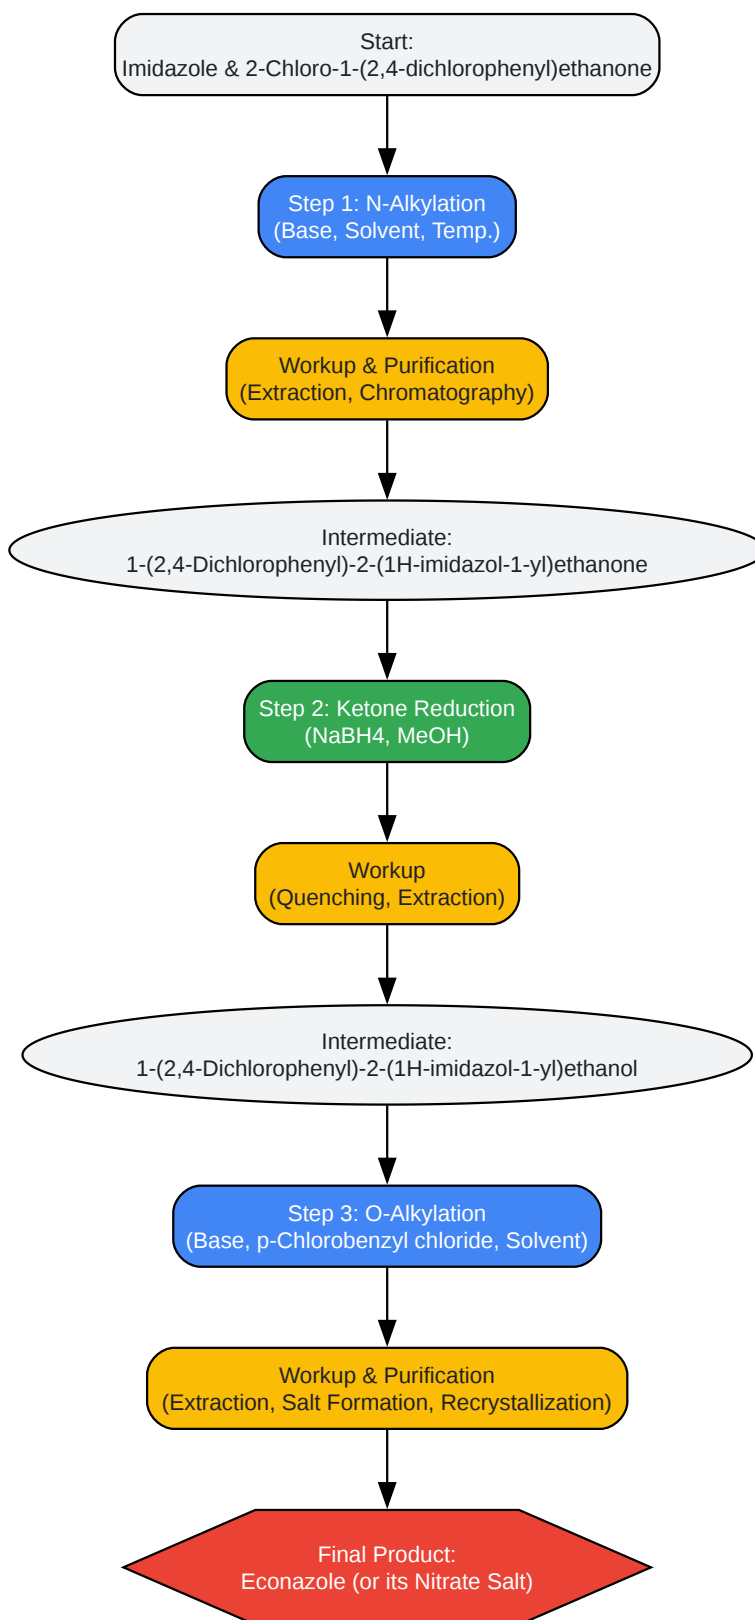 Start:
Imidazole & 2-Chloro-1-(2,4-dichlorophenyl)ethanone
Step 1: N-Alkylation
(Base, Solvent, Temp.)
Workup & Purification
(Extraction, Chromatography)
Intermediate:
1-(2,4-Dichlorophenyl)-2-(1H-imidazol-1-yl)ethanone
Step 2: Ketone Reduction
(NaBH4, MeOH)
Workup
(Quenching, Extraction)
Intermediate:
1-(2,4-Dichlorophenyl)-2-(1H-imidazol-1-yl)ethanol
Step 3: O-Alkylation
(Base, p-Chlorobenzyl chloride, Solvent)
Workup & Purification
(Extraction, Salt Formation, Recrystallization)
Final Product:
Econazole (or its Nitrate Salt)